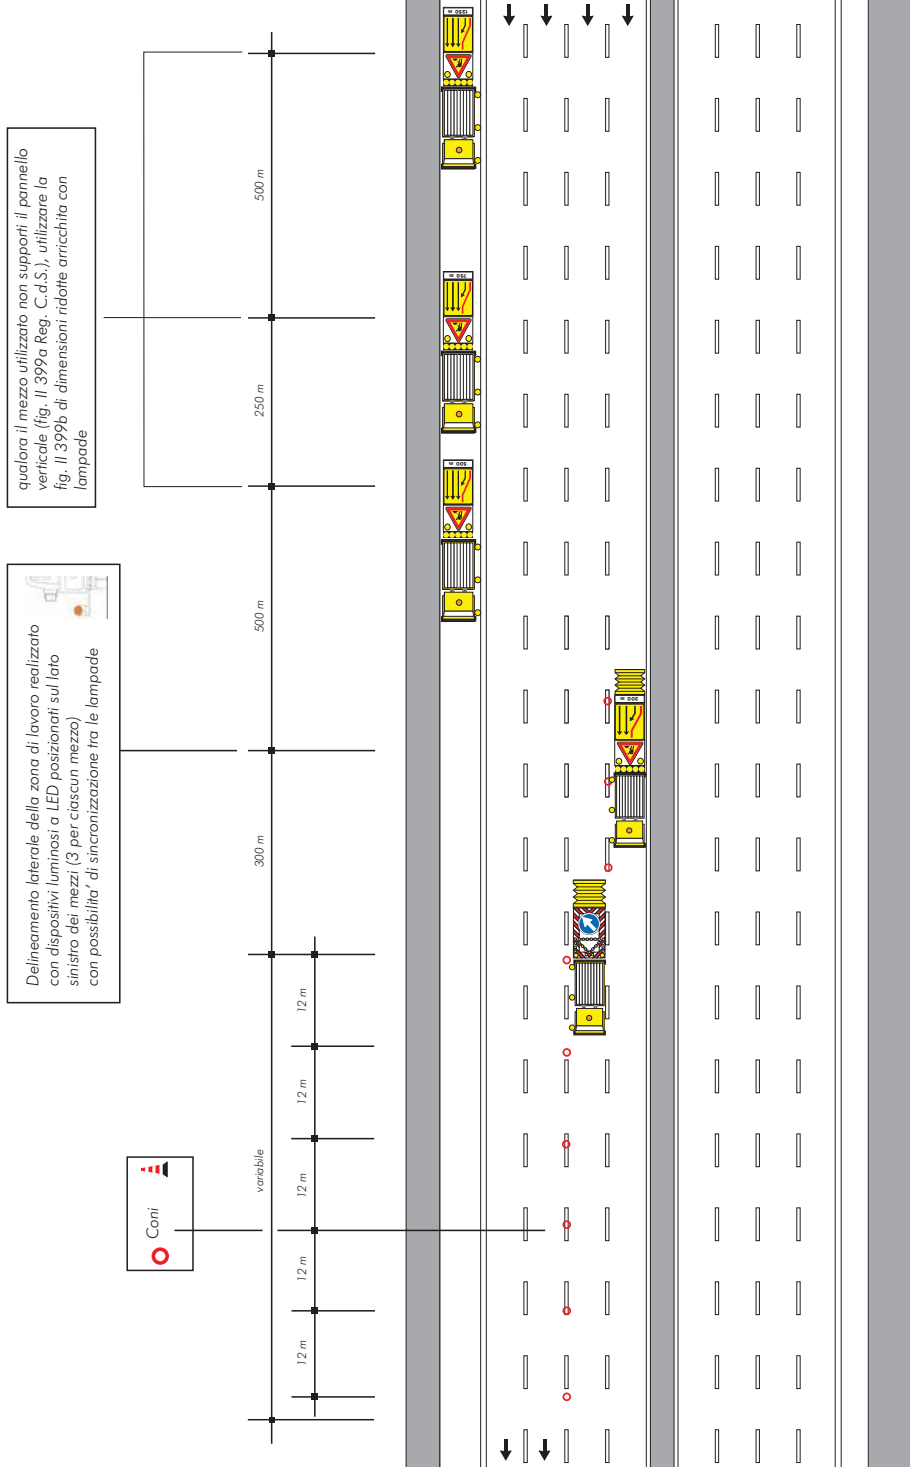 qualora il mezzo utilizzato non supporti il pannello
verticale (fig. II 399a Reg. C.d.S.), utilizzare la
fig. II 399b di dimensioni ridotte arricchita con
lampade
Delineamento laterale della zona di lavoro realizzato
con dispositivi luminosi a LED posizionati sul lato
sinistro dei mezzi (3 per ciascun mezzo)
con possibilita' di sincronizzazione tra le lampade
Coni
500 m
250 m
500 m
300 m
variabile
12 m
12 m
12 m
12 m
12 m
1250 m
750 m
500 m
300 m